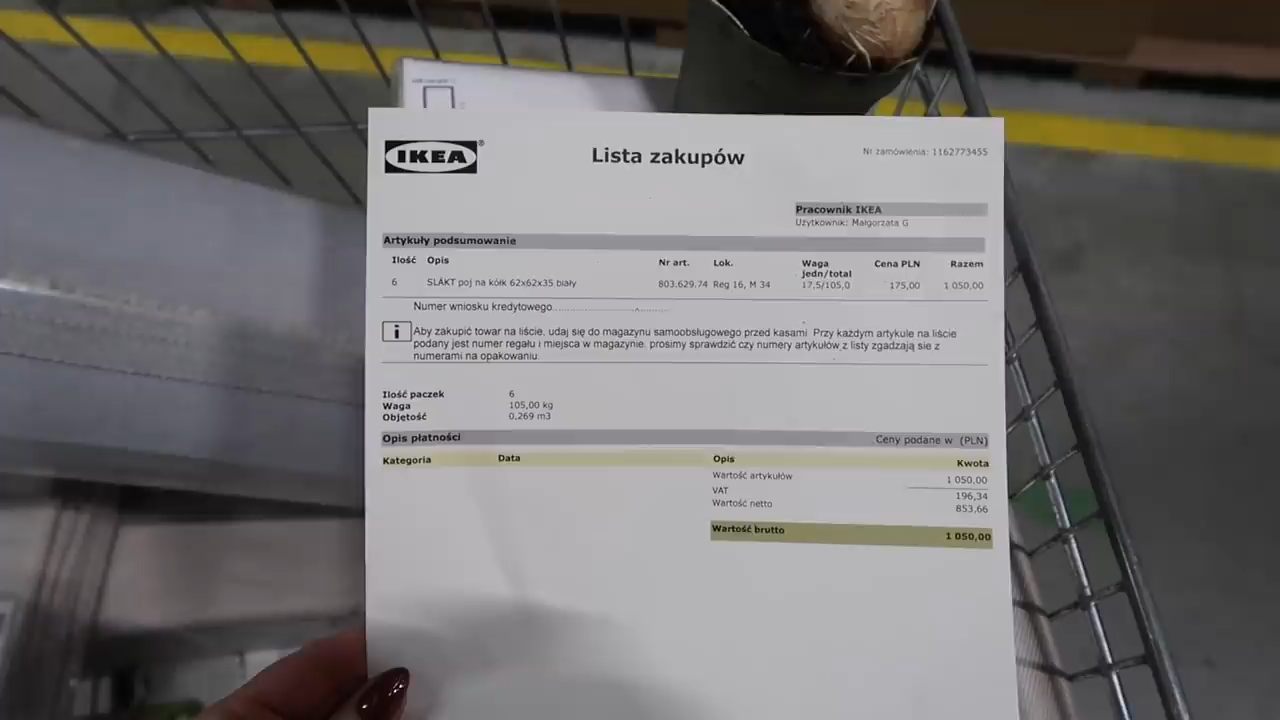 IKEA®
Lista zakupów
Nr zamówienia: 1162773455
Pracownik IKEA
Użytkownik: Małgorzata G
Artykuły podsumowanie
Ilość Opis Nr art. Lok. Waga jedn/total Cena PLN Razem
6 SLÄKT poj na kółk 62x62x35 biały 803.629.74 Reg 16, M 34 17,5/105,0 175,00 1 050,00
Numer wniosku kredytowego
i
Aby zakupić towar na liście, udaj się do magazynu samoobsługowego przed kasami. Przy każdym artykule na liście
podany jest numer regału i miejsca w magazynie, prosimy sprawdzić czy numery artykułów z listy zgadzają sie z
numerami na opakowaniu.
Ilość paczek 6
Waga 105,00 kg
Objętość 0,269 m3
Opis płatności Ceny podane w (PLN)
Kategoria Data Opis Kwota
Wartość artykułów 1 050,00
VAT 196,34
Wartość netto 853,66
Wartość brutto 1 050,00